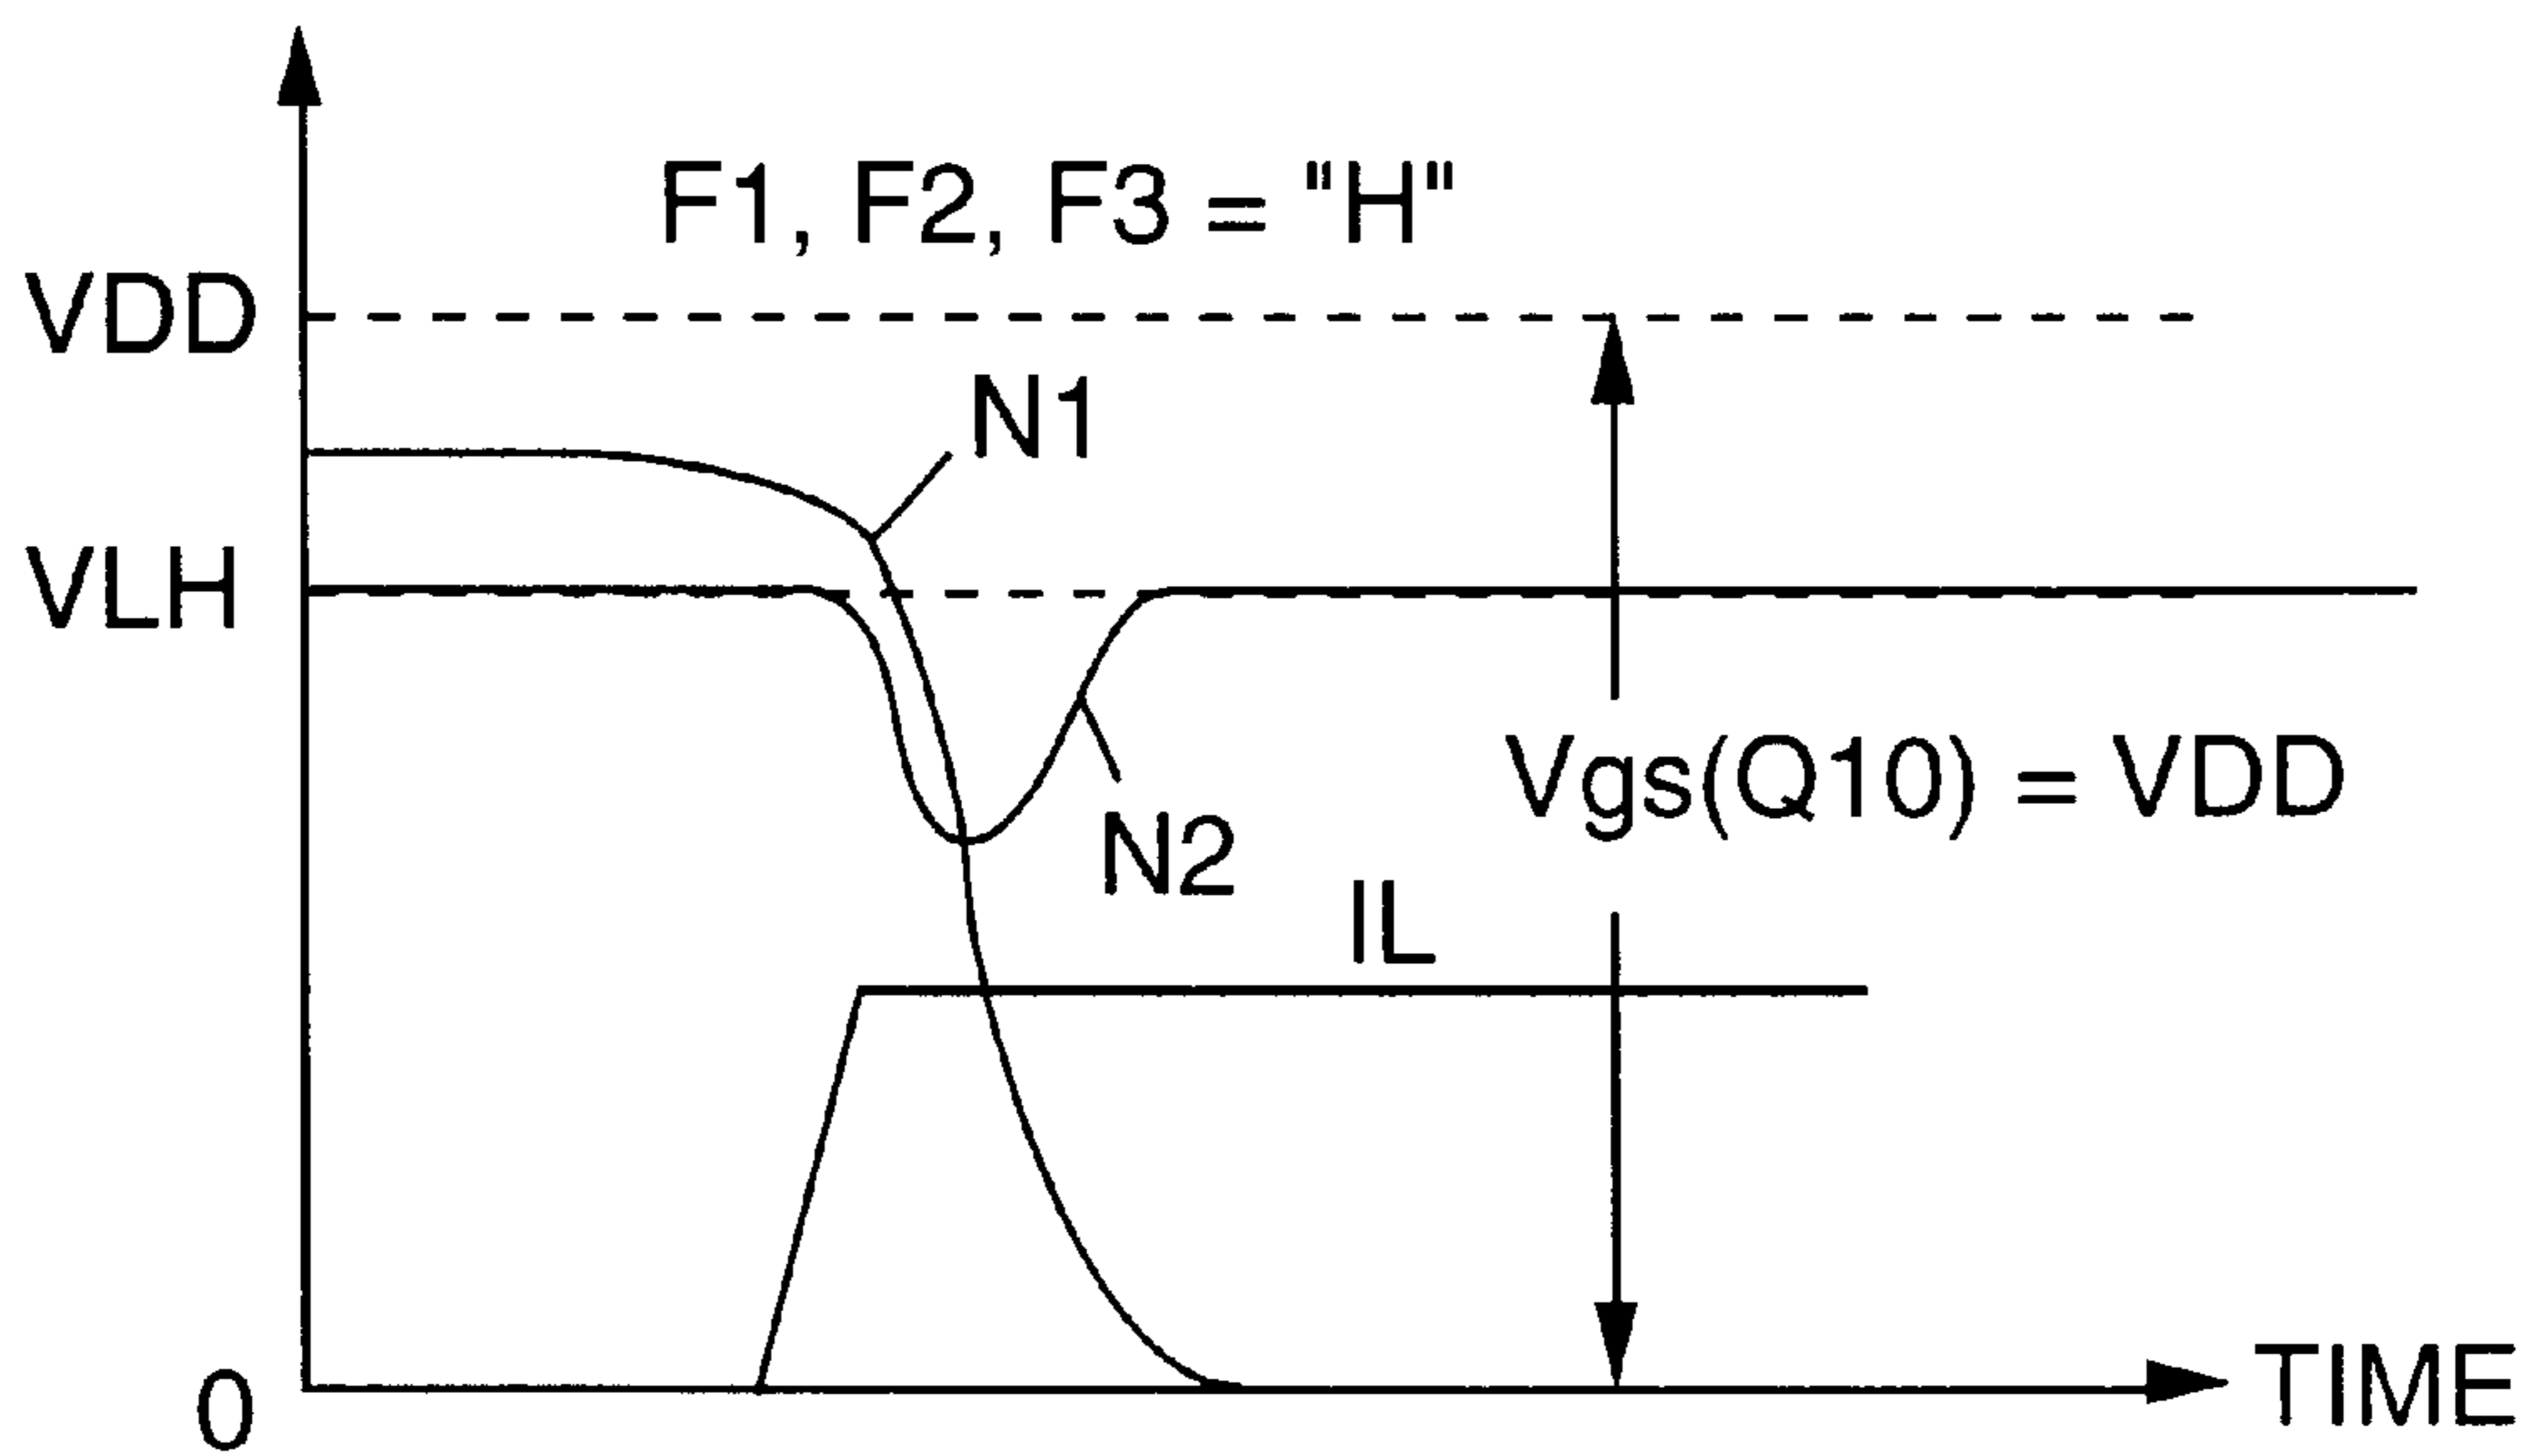 F1, F2, F3 = "H"
VDD
N1
VLH
Vgs(Q10) = VDD
N2
IL
0
TIME